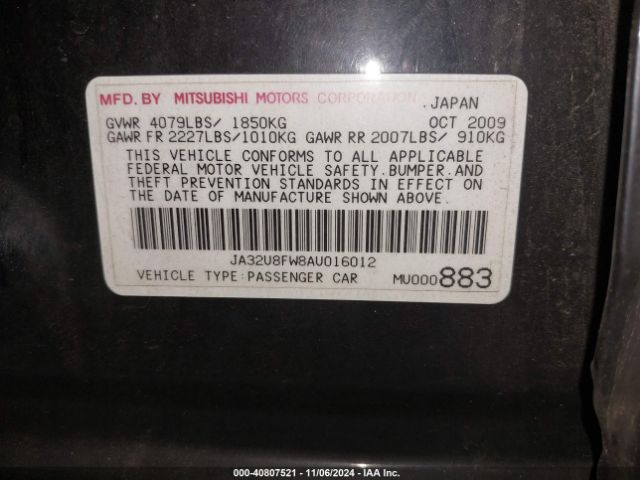 MFD. BY MITSUBISHI MOTORS CORPORATION, JAPAN
GVWR 4079LBS/ 1850KG OCT 2009
GAWR FR 2227LBS/1010KG GAWR RR 2007LBS/ 910KG
THIS VEHICLE CONFORMS TO ALL APPLICABLE
FEDERAL MOTOR VEHICLE SAFETY.BUMPER.AND
THEFT PREVENTION STANDARDS IN EFFECT ON
THE DATE OF MANUFACTURE SHOWN ABOVE.
JA32U8FW8AU016012
VEHICLE TYPE:PASSENGER CAR MU000883
US - 40807521 - 11/06/2024 - IAA Inc.